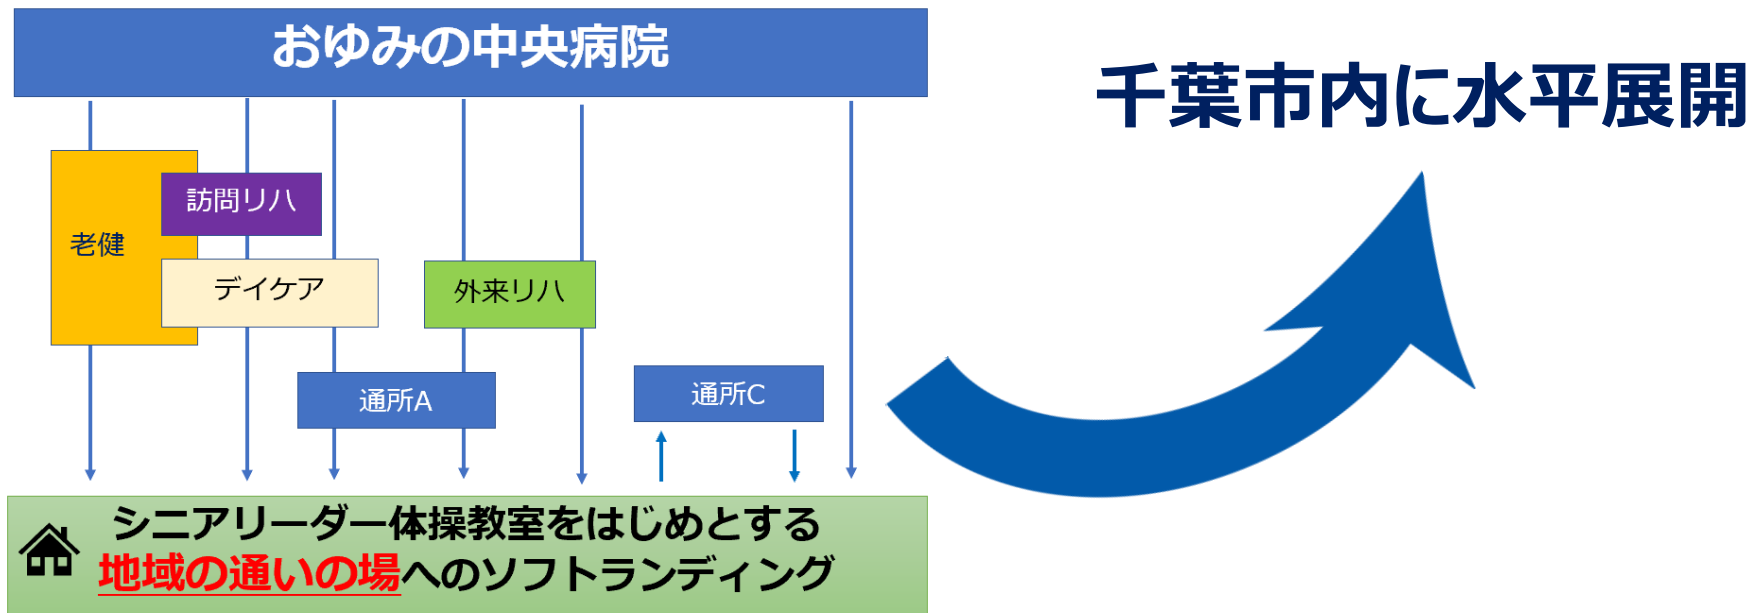 おゆみの中央病院
千葉市内に水平展開
訪問リハ
老健
デイケア
外来リハ
通所A
通所C
シニアリーダー体操教室をはじめとする
地域の通いの場へのソフトランディング